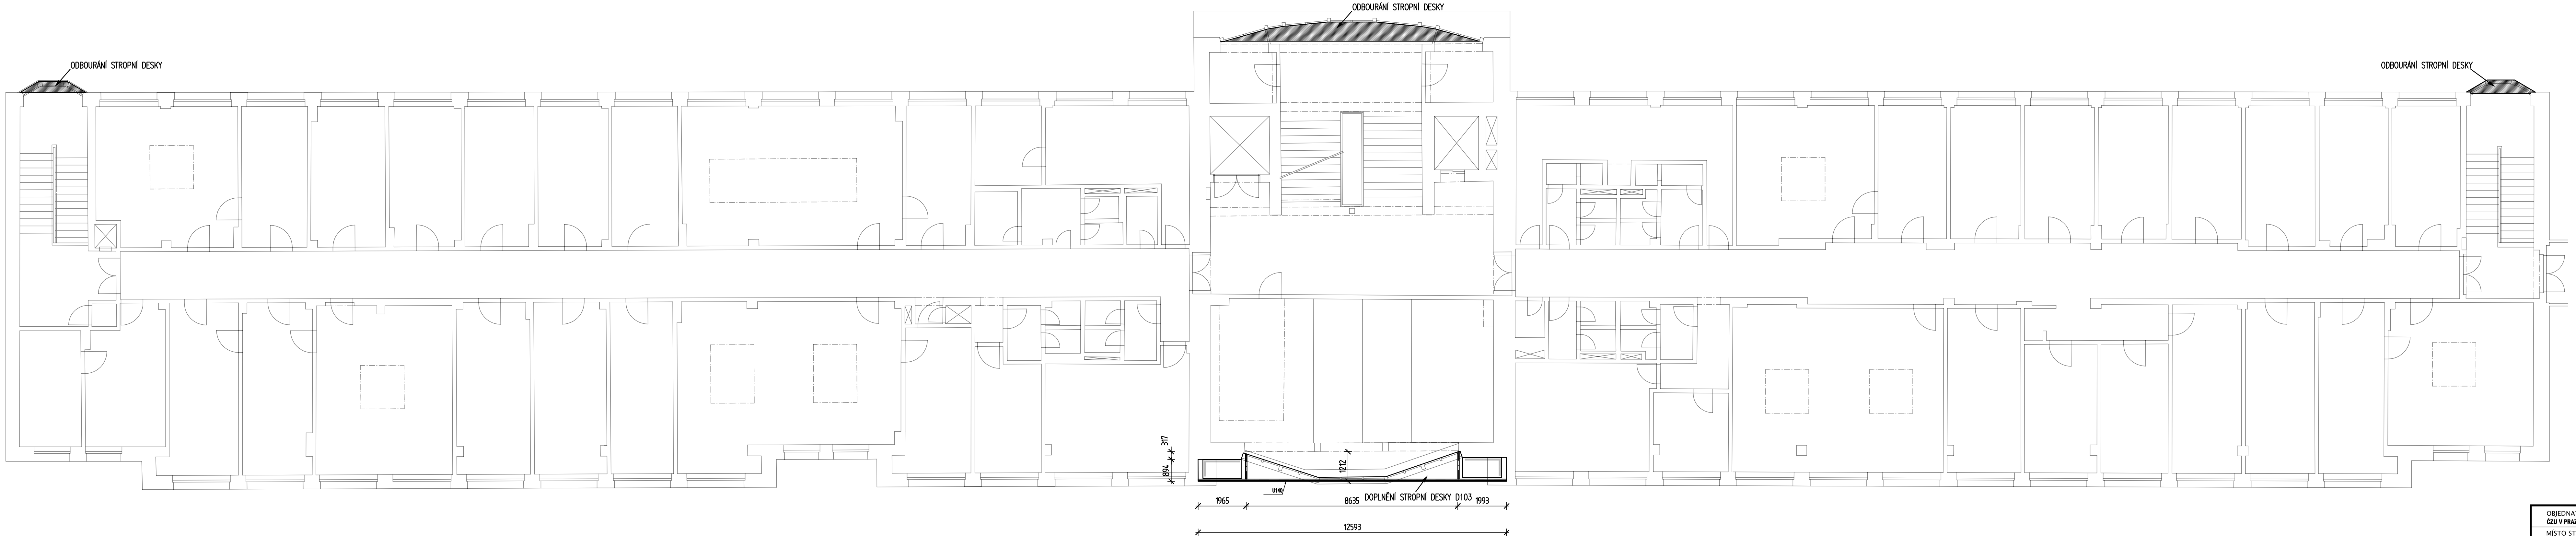 ODBOURÁNÍ STROPNÍ DESKY
ODBOURÁNÍ STROPNÍ DESKY
ODBOURÁNÍ STROPNÍ DESKY
317
894
1212
U140
DOPLNĚNÍ STROPNÍ DESKY D103
1965
8635
1993
12593
OBJEDNA
ČZU V PRAZ
MÍSTO ST